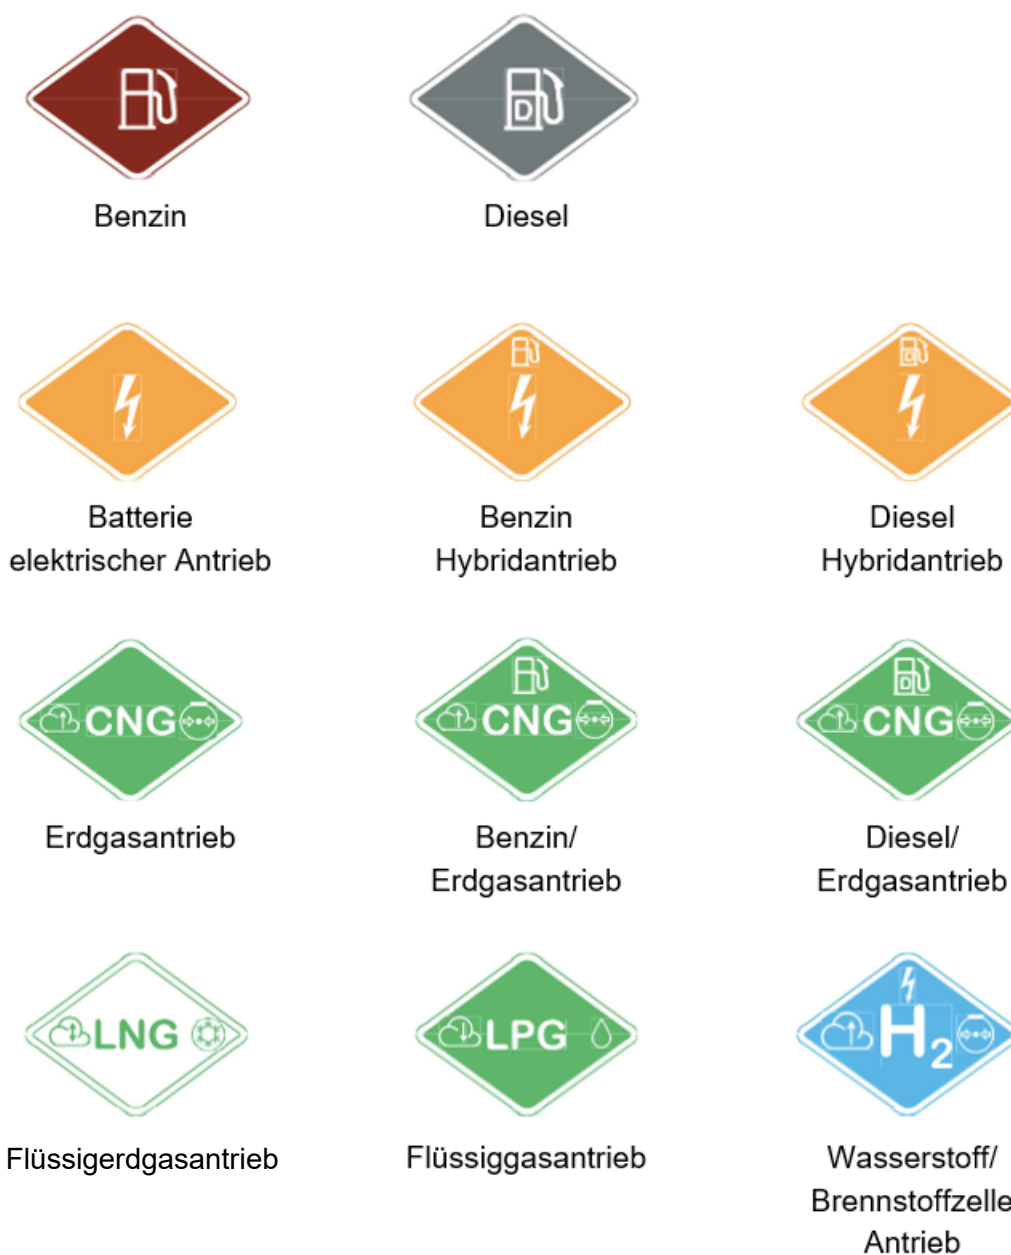 Benzin
D
Diesel
Batterie
elektrischer Antrieb
Benzin
Hybridantrieb
D
Diesel
Hybridantrieb
CNG
Erdgasantrieb
CNG
Benzin/
Erdgasantrieb
D
CNG
Diesel/
Erdgasantrieb
LNG
Flüssigerdgasantrieb
LPG
Flüssiggasantrieb
H2
Wasserstoff/
Brennstoffzelle
Antrieb